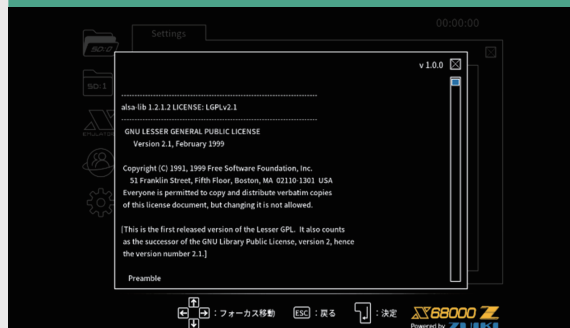 00:00:00
Settings
SD:0
v 1.0.0
SD:1
alsa-lib 1.2.1.2 LICENSE: LGPLv2.1
EMULATOR
GNU LESSER GENERAL PUBLIC LICENSE
Version 2.1, February 1999
Copyright (C) 1991, 1999 Free Software Foundation, Inc.
51 Franklin Street, Fifth Floor, Boston, MA 02110-1301 USA
Everyone is permitted to copy and distribute verbatim copies
of this license document, but changing it is not allowed.
[This is the first released version of the Lesser GPL. It also counts
as the successor of the GNU Library Public License, version 2, hence
the version number 2.1.]
Preamble
:フォーカス移動 ESC :戻る :決定 X68000 Z
Powered by ZUIKI